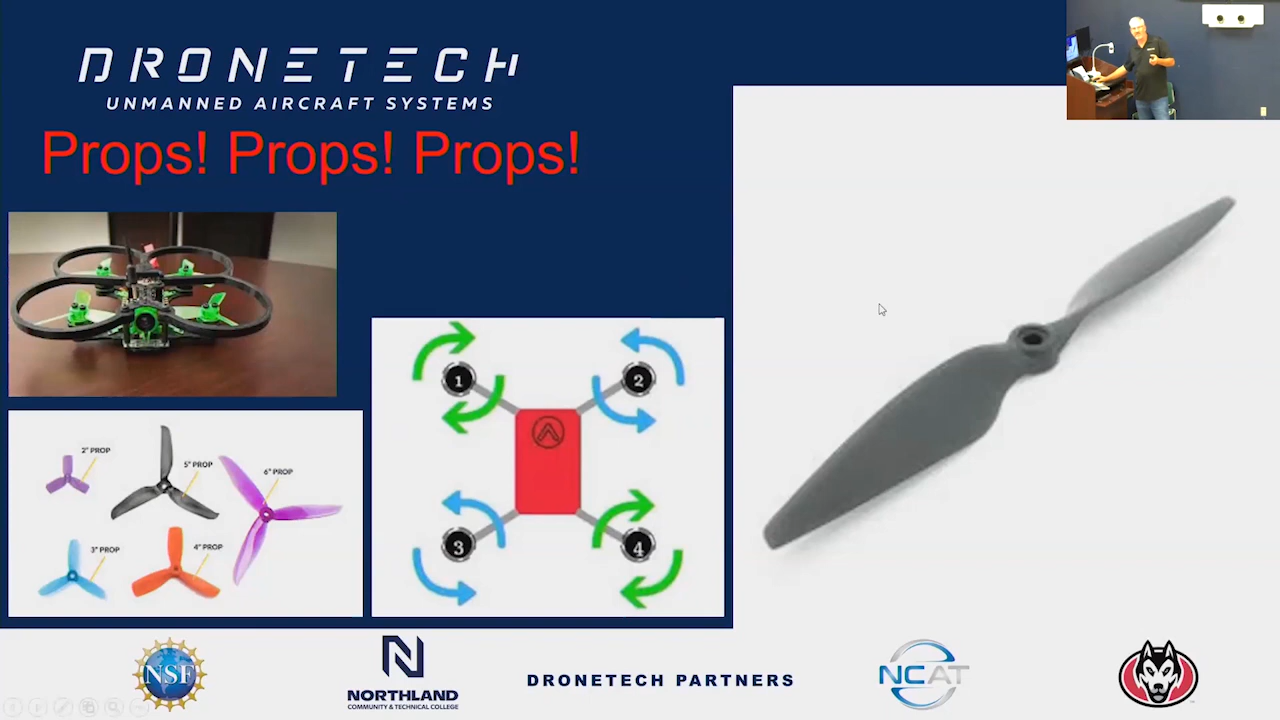 DRONETECH
UNMANNED AIRCRAFT SYSTEMS
Props! Props! Props!
2" PROP
5" PROP
6" PROP
3" PROP
4" PROP
1
2
3
4
NSF
N
NORTHLAND
COMMUNITY & TECHNICAL COLLEGE
DRONETECH PARTNERS
NCAT